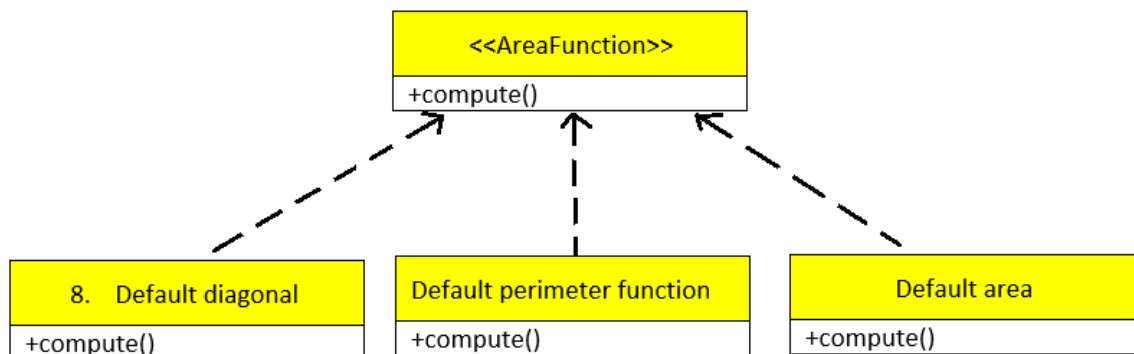 <<AreaFunction>>
+compute()
8. Default diagonal
+compute()
Default perimeter function
+compute()
Default area
+compute()